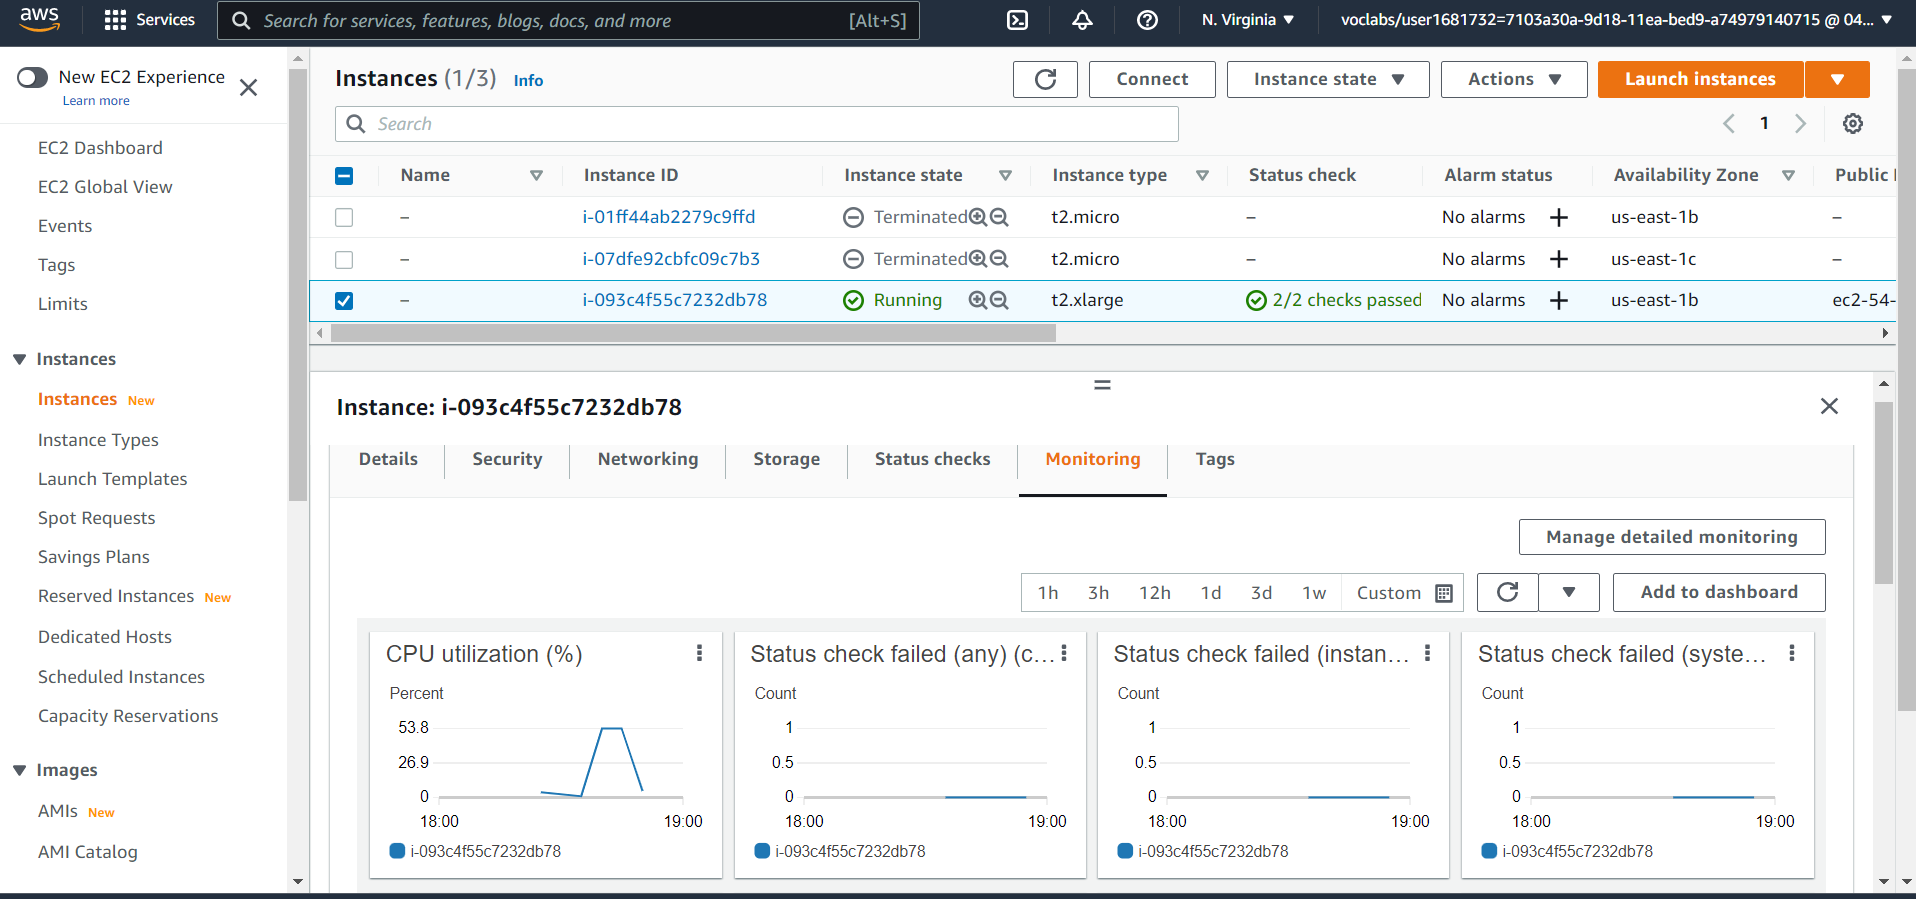 aws
Services
Search for services, features, blogs, docs, and more
[Alt+S]
N. Virginia
voclabs/user1681732=7103a30a-9d18-11ea-bed9-a74979140715 @ 04...
New EC2 Experience
Learn more
EC2 Dashboard
EC2 Global View
Events
Tags
Limits
Instances
Instances New
Instance Types
Launch Templates
Spot Requests
Savings Plans
Reserved Instances New
Dedicated Hosts
Scheduled Instances
Capacity Reservations
Images
AMIs New
AMI Catalog
Instances (1/3) Info
Connect
Instance state
Actions
Launch instances
Search
1
Name Instance ID Instance state Instance type Status check Alarm status Availability Zone Public
– i-01ff44ab2279c9ffd Terminated t2.micro – No alarms + us-east-1b –
– i-07dfe92cbfc09c7b3 Terminated t2.micro – No alarms + us-east-1c –
– i-093c4f55c7232db78 Running t2.xlarge 2/2 checks passed No alarms + us-east-1b ec2-54-
Instance: i-093c4f55c7232db78
Details Security Networking Storage Status checks Monitoring Tags
Manage detailed monitoring
1h 3h 12h 1d 3d 1w Custom
Add to dashboard
CPU utilization (%)
Percent
53.8
26.9
0
18:00 19:00
i-093c4f55c7232db78
Status check failed (any) (c...
Count
1
0.5
0
18:00 19:00
i-093c4f55c7232db78
Status check failed (instan...
Count
1
0.5
0
18:00 19:00
i-093c4f55c7232db78
Status check failed (syste...
Count
1
0.5
0
18:00 19:00
i-093c4f55c7232db78